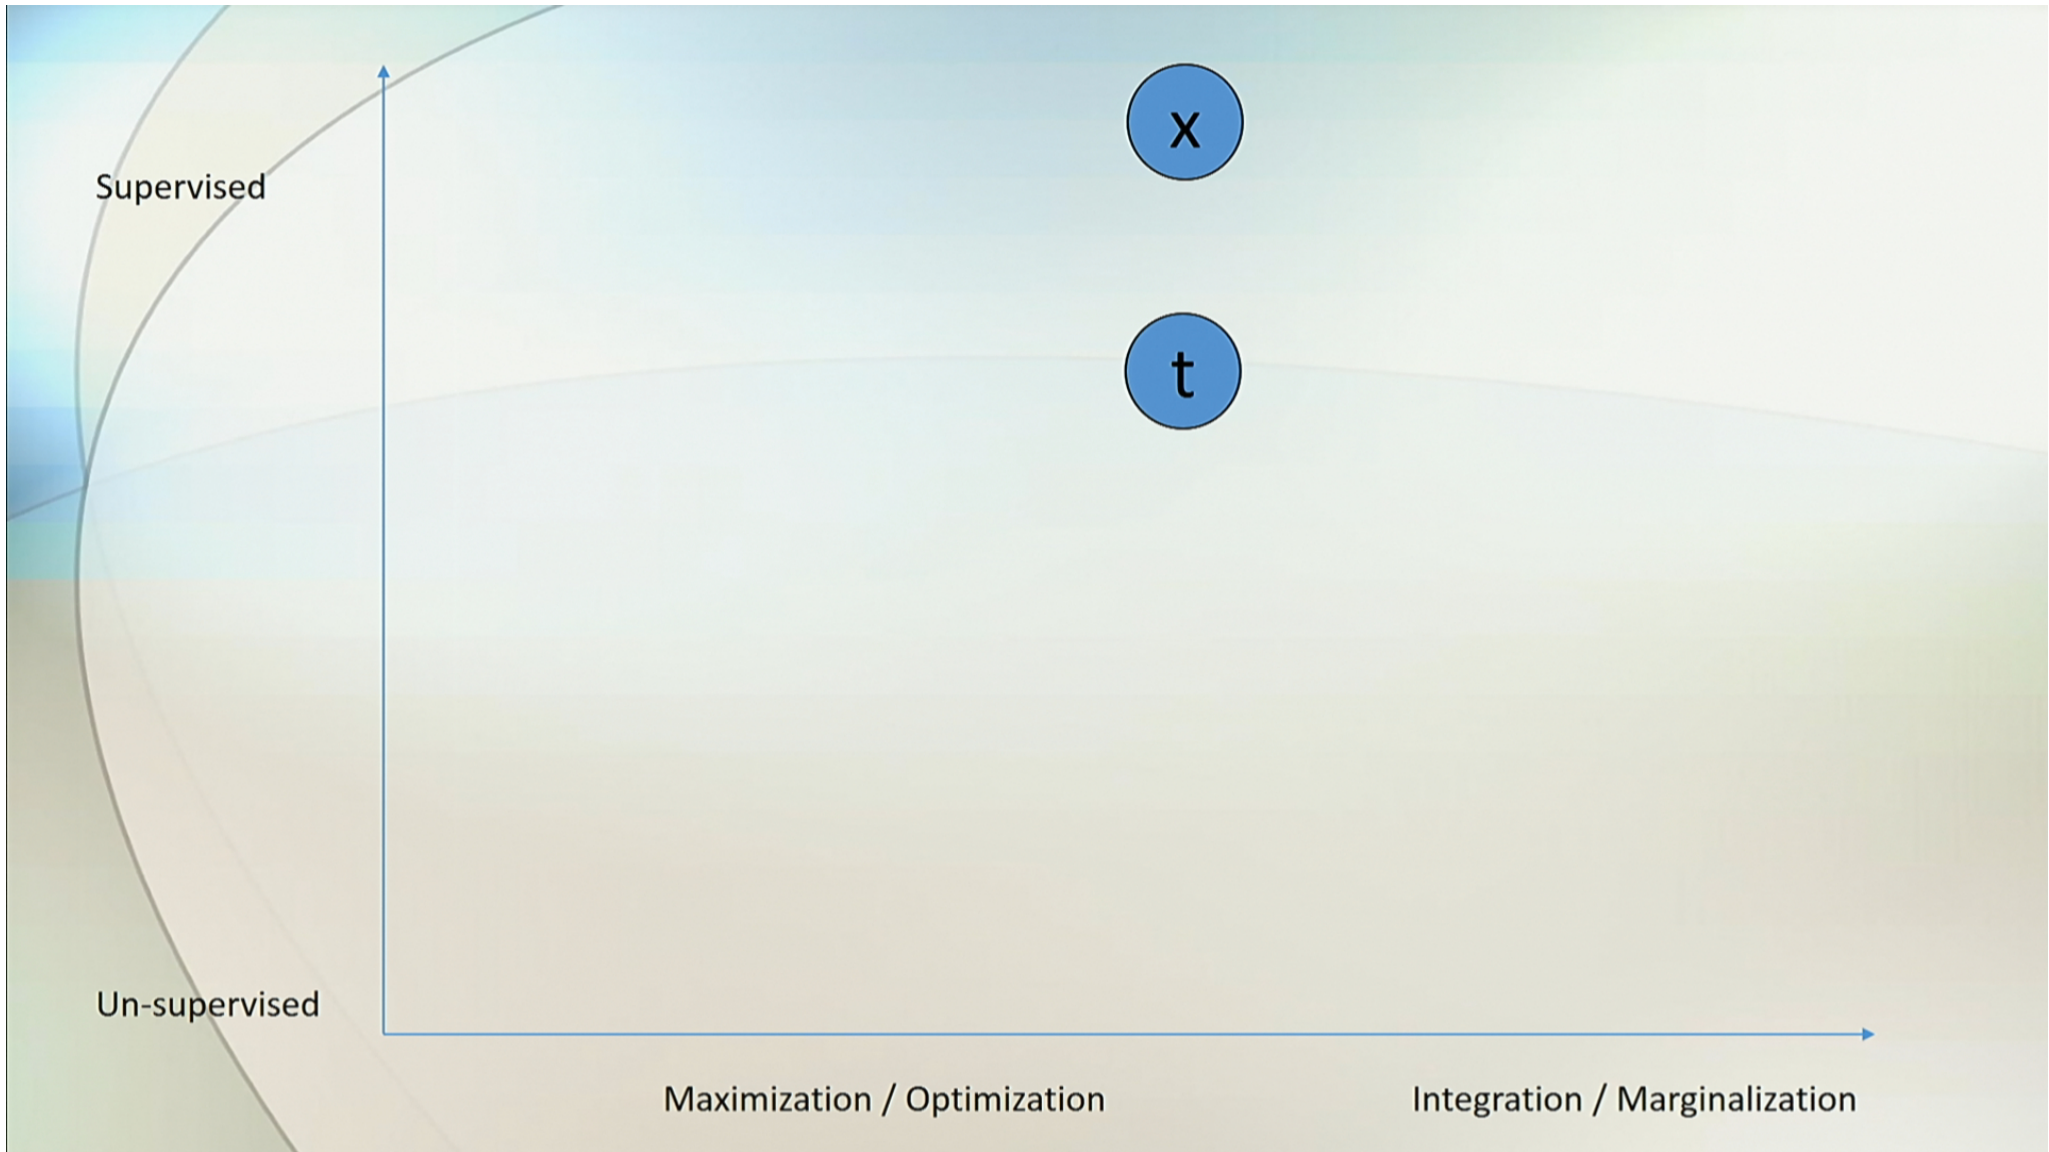 x
Supervised
t
Un-supervised
Maximization / Optimization
Integration / Marginalization